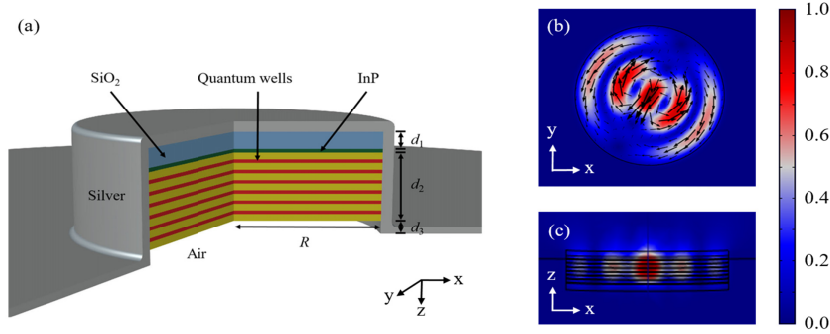 (a)
SiO2
Quantum wells
InP
d1
d2
d3
Silver
Air
R
x
y
z
(b)
y
x
(c)
z
x
1.0
0.8
0.6
0.4
0.2
0.0